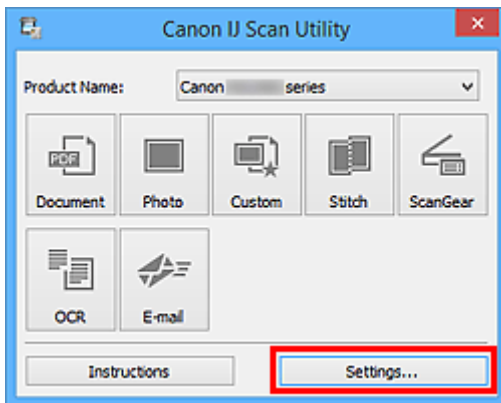 Canon IJ Scan Utility
Product Name:
Canon series
PDF
Document Photo Custom Stitch ScanGear
OCR E-mail
Instructions Settings...